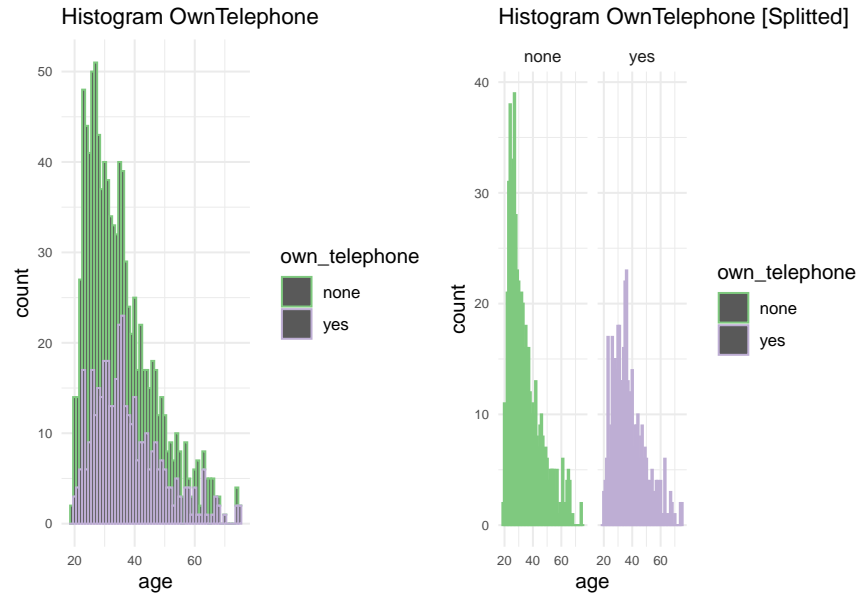 Histogram OwnTelephone
50
40
30
20
10
0
20
40
60
count
age
own_telephone
none
yes
Histogram OwnTelephone [Splitted]
none
yes
40
30
20
10
0
20
40
60
20
40
60
count
age
own_telephone
none
yes